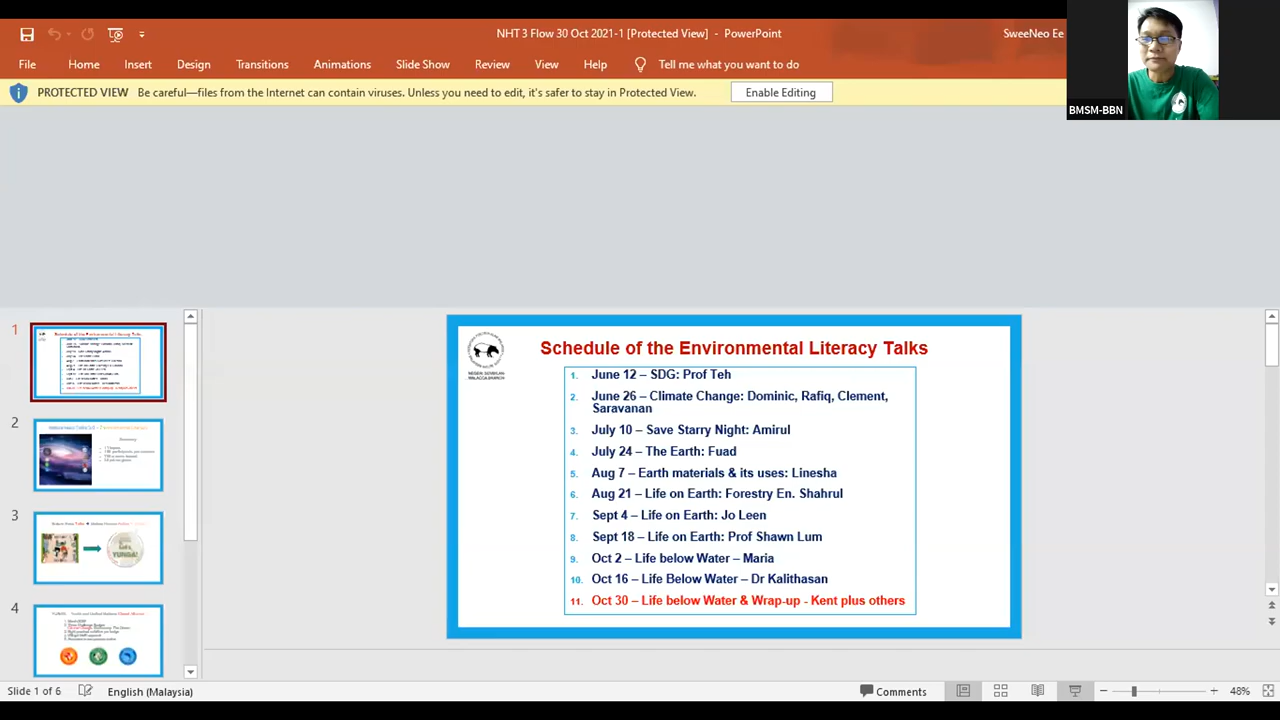 NHT 3 Flow 30 Oct 2021-1 [Protected View] - PowerPoint
SweeNeo Ee
File Home Insert Design Transitions Animations Slide Show Review View Help Tell me what you want to do
PROTECTED VIEW Be careful—files from the Internet can contain viruses. Unless you need to edit, it's safer to stay in Protected View. Enable Editing
BMSM-BBN
Schedule of the Environmental Literacy Talks
1. June 12 – SDG: Prof Teh
2. June 26 – Climate Change: Dominic, Rafiq, Clement,
Saravanan
3. July 10 – Save Starry Night: Amirul
4. July 24 – The Earth: Fuad
5. Aug 7 – Earth materials & its uses: Linesha
6. Aug 21 – Life on Earth: Forestry En. Shahrul
7. Sept 4 – Life on Earth: Jo Leen
8. Sept 18 – Life on Earth: Prof Shawn Lum
9. Oct 2 – Life below Water – Maria
10. Oct 16 – Life Below Water – Dr Kalithasan
11. Oct 30 – Life below Water & Wrap-up - Kent plus others
1
2
3
4
Slide 1 of 6 English (Malaysia) Comments 48%